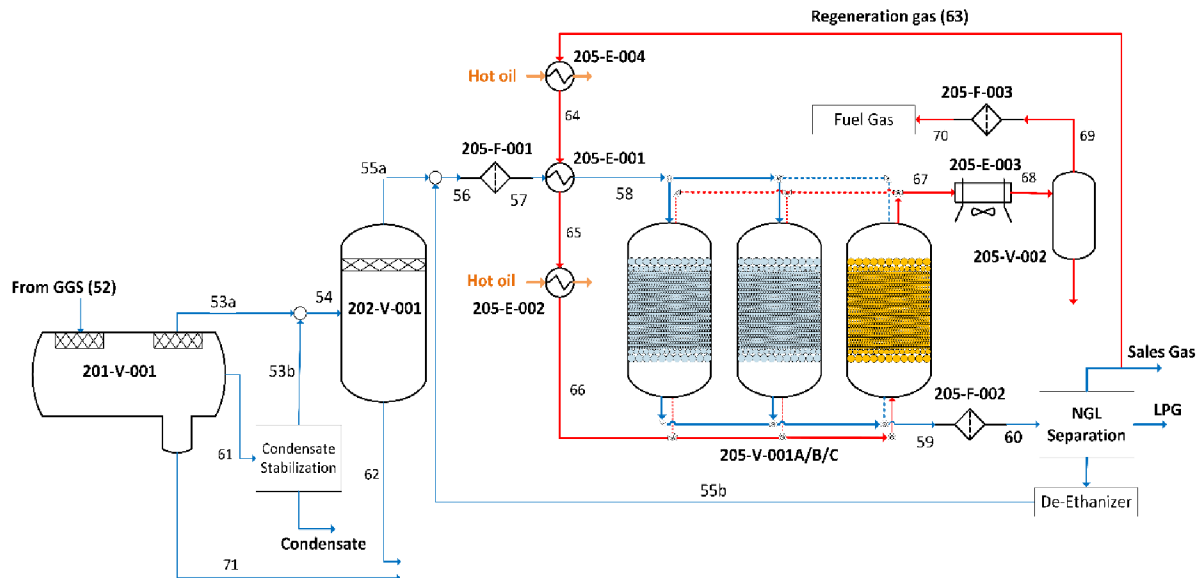 Regeneration gas (63)
205-E-004
Hot oil
64
205-F-003
Fuel Gas
70
69
205-F-001
205-E-001
55a
56
57
58
67
205-E-003
68
205-V-002
65
From GGS (52)
53a
54
202-V-001
Hot oil
205-E-002
201-V-001
53b
66
Sales Gas
205-F-002
NGL
Separation
LPG
59
60
61
Condensate
Stabilization
62
205-V-001A/B/C
55b
De-Ethanizer
Condensate
71